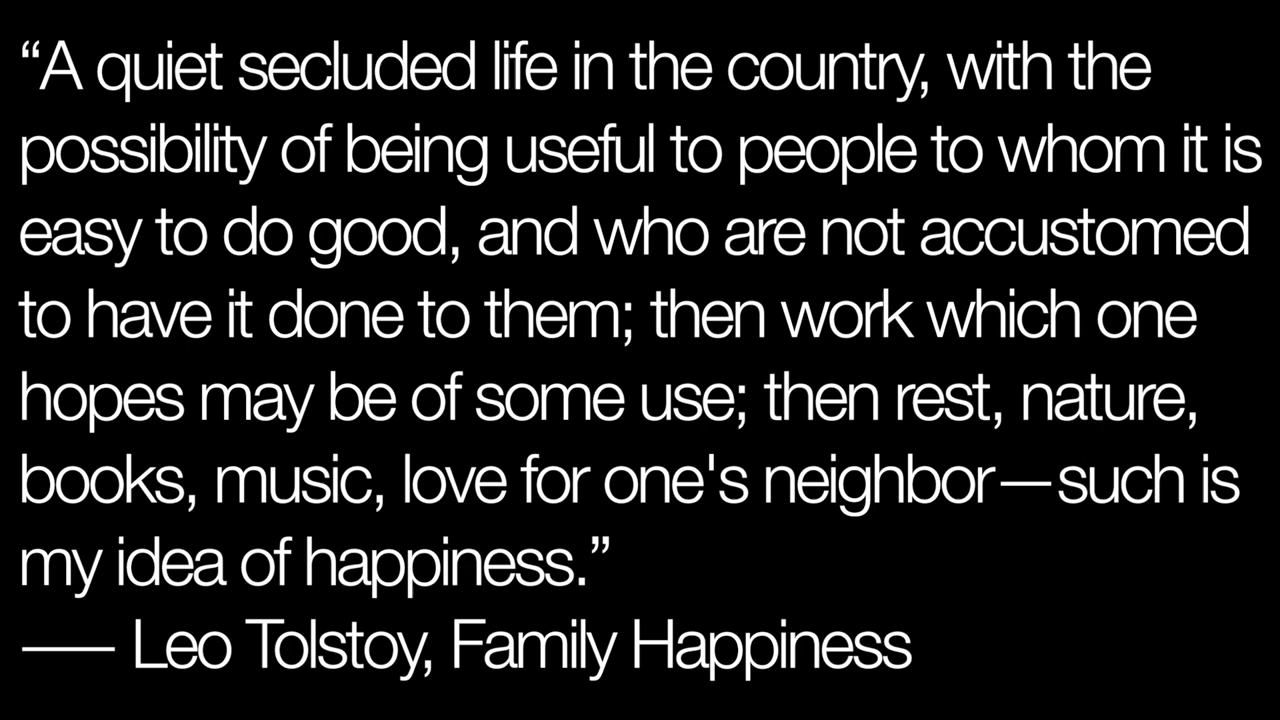 “A quiet secluded life in the country, with the
possibility of being useful to people to whom it is
easy to do good, and who are not accustomed
to have it done to them; then work which one
hopes may be of some use; then rest, nature,
books, music, love for one's neighbor—such is
my idea of happiness.”
—– Leo Tolstoy, Family Happiness